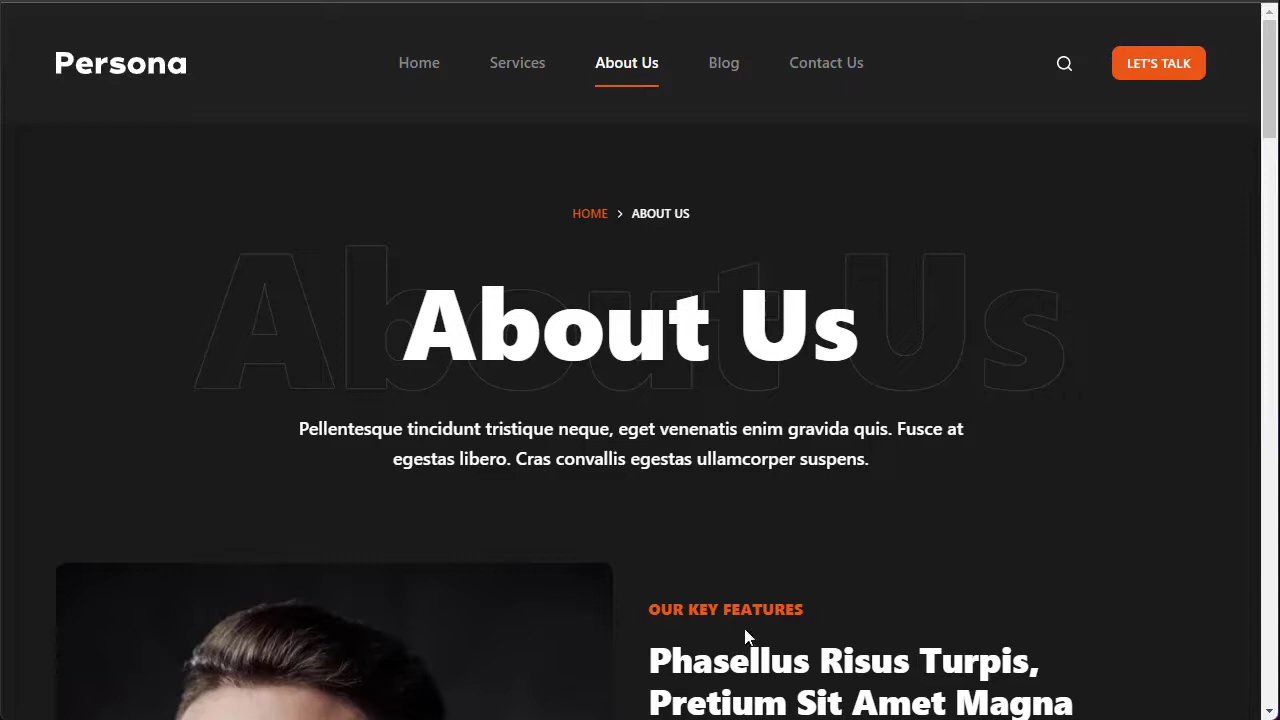 Persona
Home
Services
About Us
Blog
Contact Us
LET'S TALK
HOME > ABOUT US
About Us
About Us
Pellentesque tincidunt tristique neque, eget venenatis enim gravida quis. Fusce at
egestas libero. Cras convallis egestas ullamcorper suspens.
OUR KEY FEATURES
Phasellus Risus Turpis,
Pretium Sit Amet Magna